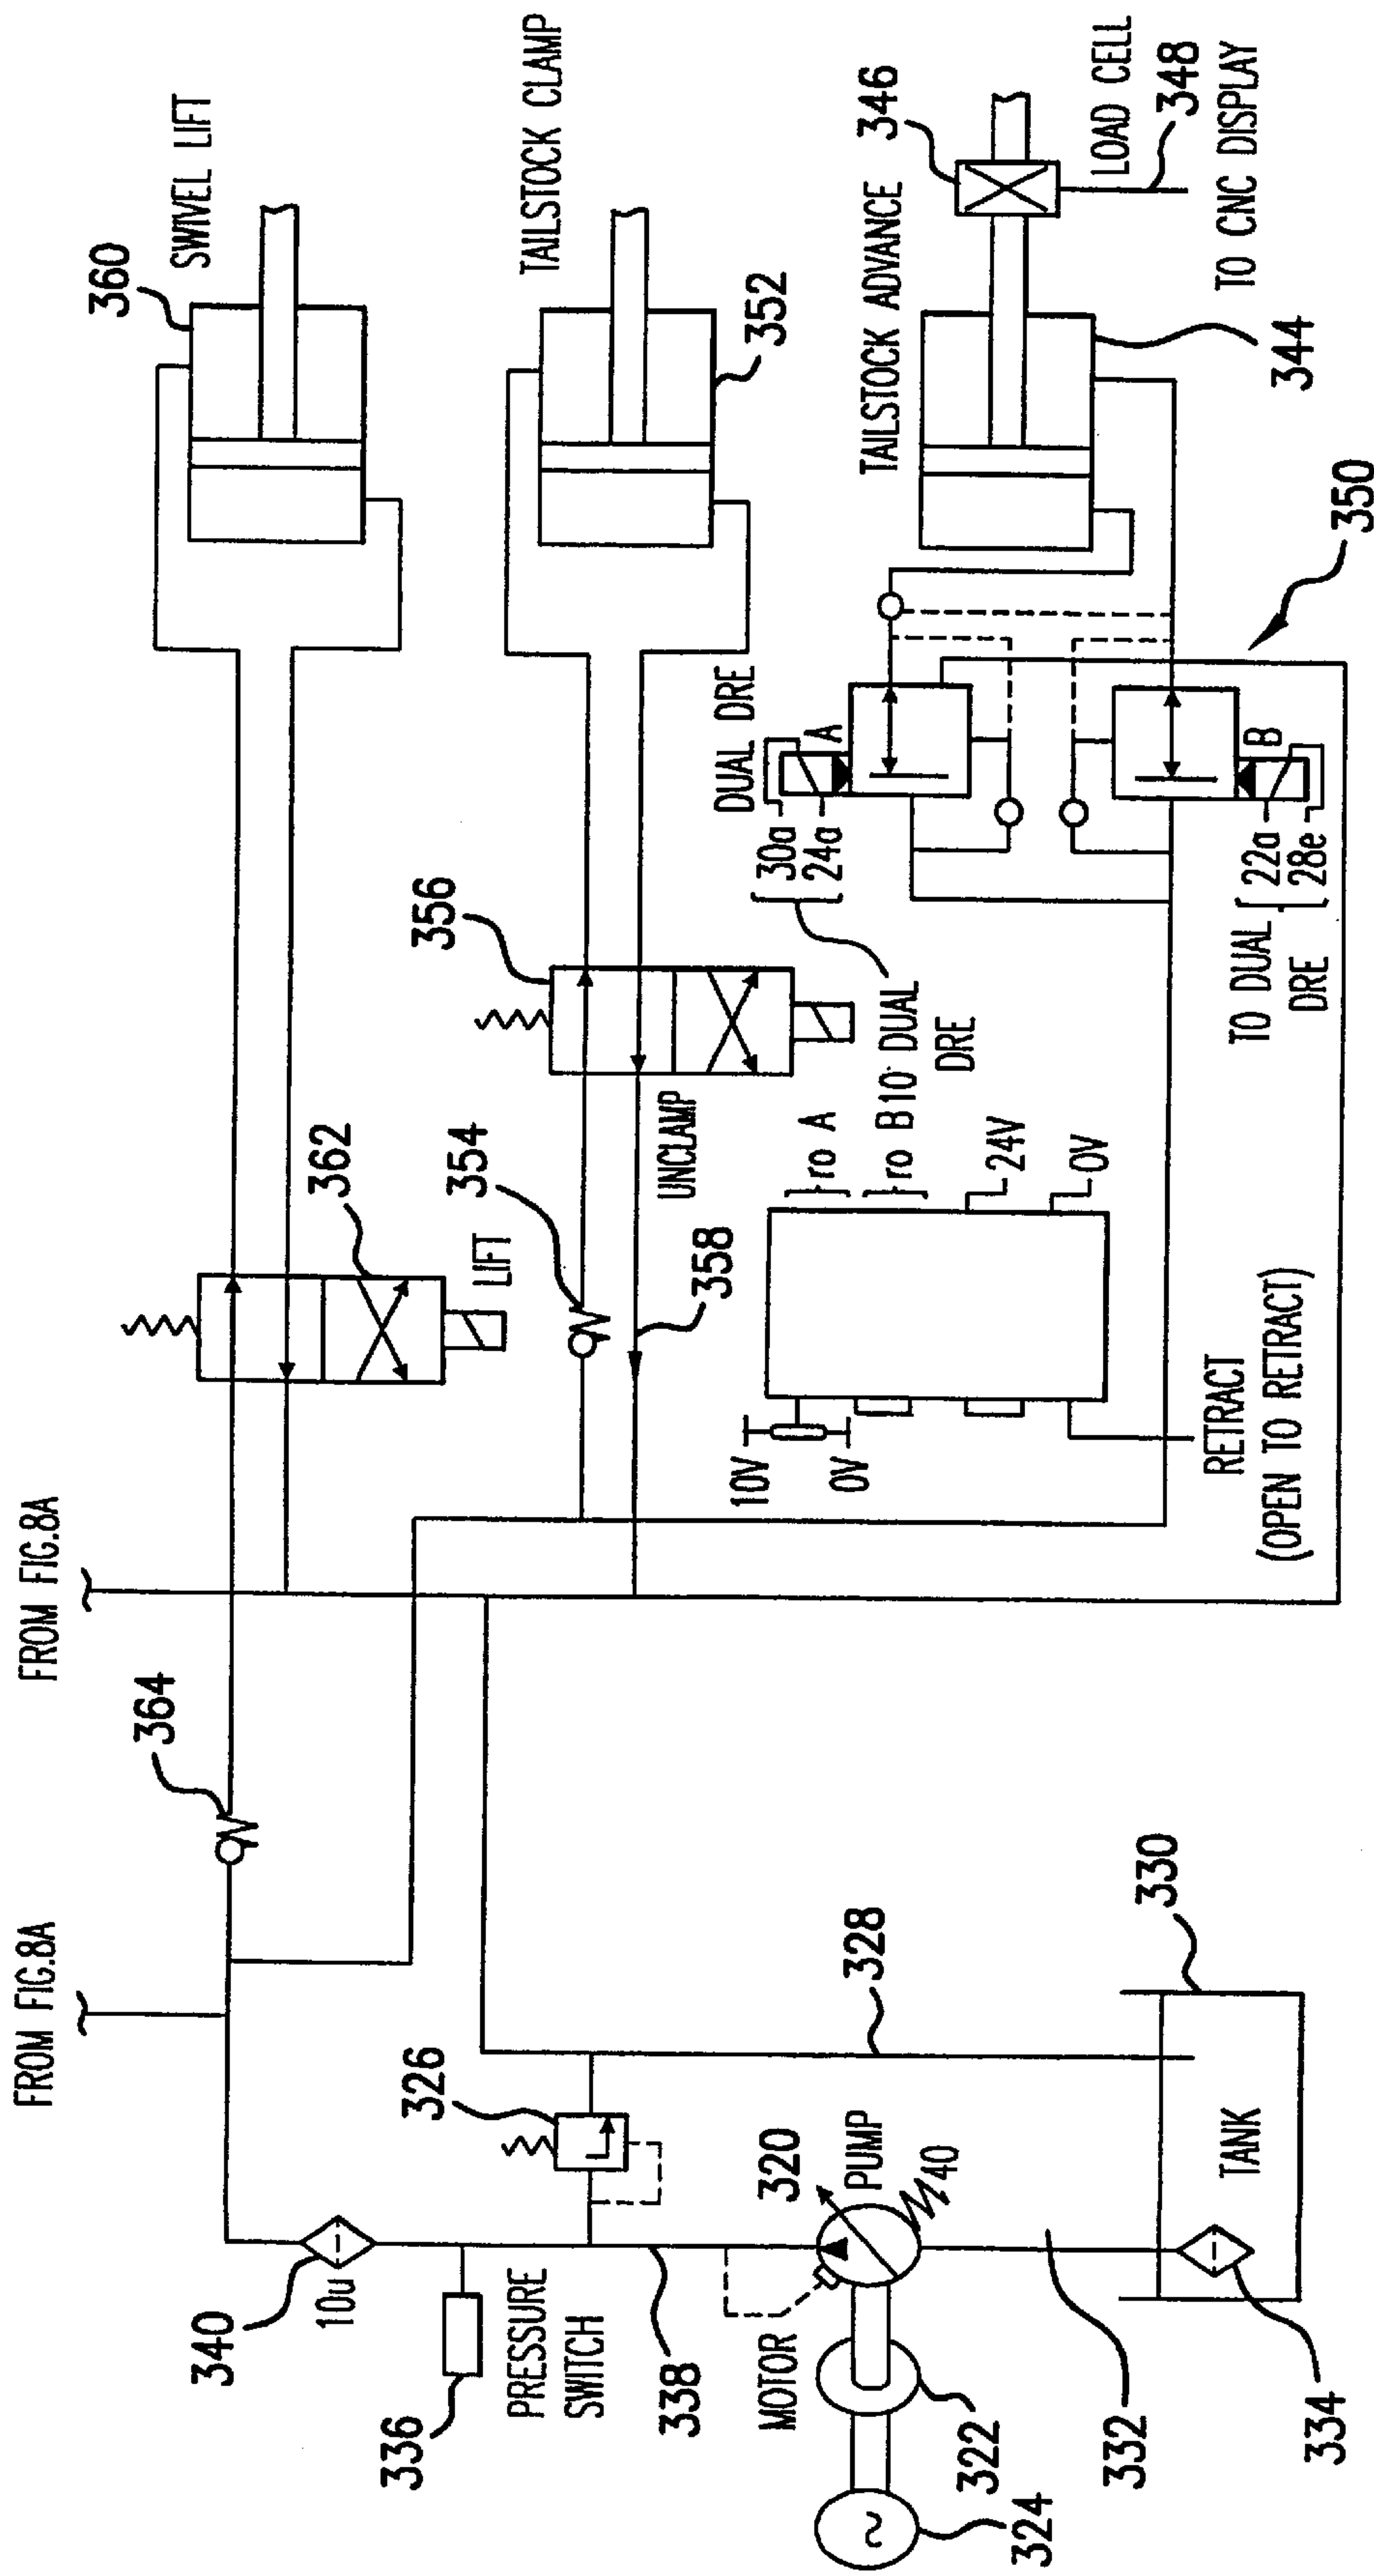 FROM FIG.8A
FROM FIG.8A
364
340
10u
336
PRESSURE
SWITCH
338
326
328
320
PUMP
40
MOTOR
322
324
332
334
TANK
330
SWIVEL LIFT
360
362
LIFT
TAILSTOCK CLAMP
352
356
354
UNCLAMP
358
TAILSTOCK ADVANCE
346
LOAD CELL
348
TO CNC DISPLAY
344
350
DUAL DRE
A
30a
24a
10 DUAL
DRE
B
22a
28e
TO DUAL
DRE
ro A
ro B
24V
0V
10V
0V
RETRACT
(OPEN TO RETRACT)